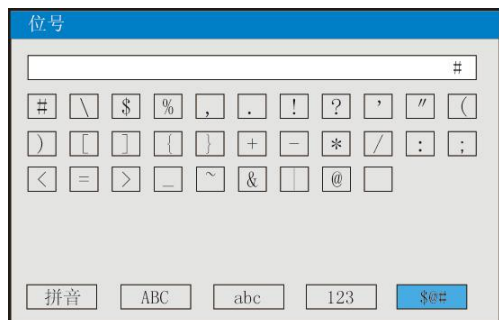 位号
#
# \ $ % , . ! ? ' " (
) [ ] { } + - * / : ;
< = > _ ~ & | @
拼音 ABC abc 123 $@#